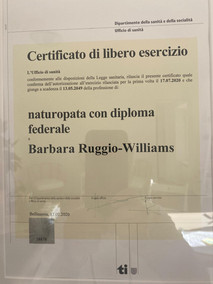 Dipartimento della sanità e della socialità
Ufficio di sanità
Certificato di libero esercizio
L'Ufficio di sanità
conformemente alle disposizioni della Legge sanitaria, rilascia il presente certificato quale
conferma dell'autorizzazione all'esercizio rilasciata per la prima volta il 17.07.2020 e che
giunge a scadenza il 13.05.2049 della professione di
naturopata con diploma
federale
Barbara Ruggio-Williams
Bellinzona,
ti